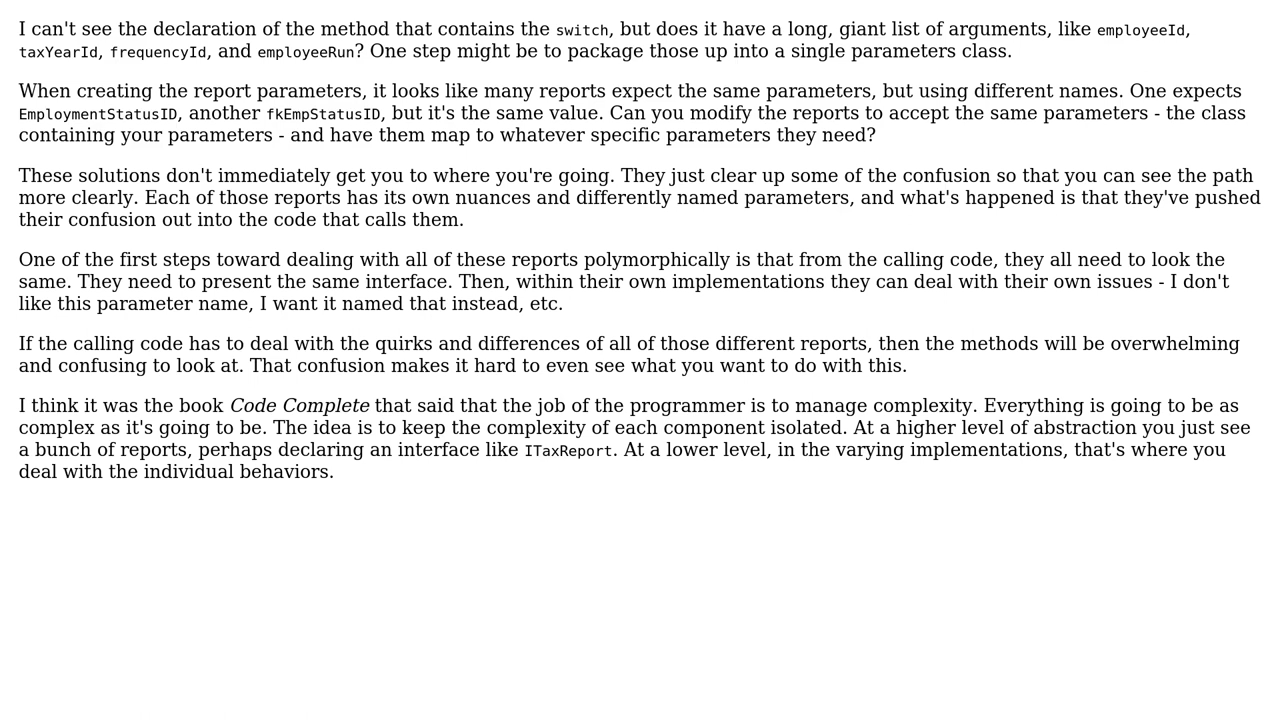 I can't see the declaration of the method that contains the switch, but does it have a long, giant list of arguments, like employeeId,
taxYearId, frequencyId, and employeeRun? One step might be to package those up into a single parameters class.
When creating the report parameters, it looks like many reports expect the same parameters, but using different names. One expects
EmploymentStatusID, another fkEmpStatusID, but it's the same value. Can you modify the reports to accept the same parameters - the class
containing your parameters - and have them map to whatever specific parameters they need?
These solutions don't immediately get you to where you're going. They just clear up some of the confusion so that you can see the path
more clearly. Each of those reports has its own nuances and differently named parameters, and what's happened is that they've pushed
their confusion out into the code that calls them.
One of the first steps toward dealing with all of these reports polymorphically is that from the calling code, they all need to look the
same. They need to present the same interface. Then, within their own implementations they can deal with their own issues - I don't
like this parameter name, I want it named that instead, etc.
If the calling code has to deal with the quirks and differences of all of those different reports, then the methods will be overwhelming
and confusing to look at. That confusion makes it hard to even see what you want to do with this.
I think it was the book Code Complete that said that the job of the programmer is to manage complexity. Everything is going to be as
complex as it's going to be. The idea is to keep the complexity of each component isolated. At a higher level of abstraction you just see
a bunch of reports, perhaps declaring an interface like ITaxReport. At a lower level, in the varying implementations, that's where you
deal with the individual behaviors.